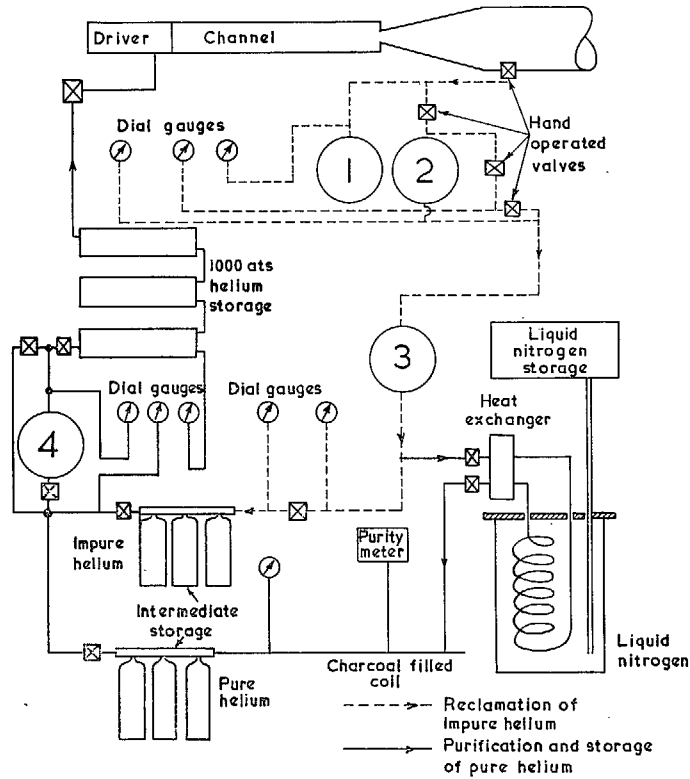 Driver
Channel
Dial gauges
1
2
Hand
operated
valves
1000 ats
helium
storage
3
Liquid
nitrogen
storage
Dial gauges
Dial gauges
Heat
exchanger
4
Impure
helium
Purity
meter
Intermediate
storage
Liquid
nitrogen
Charcoal filled
coil
Pure
helium
Reclamation of
impure helium
Purification and storage
of pure helium